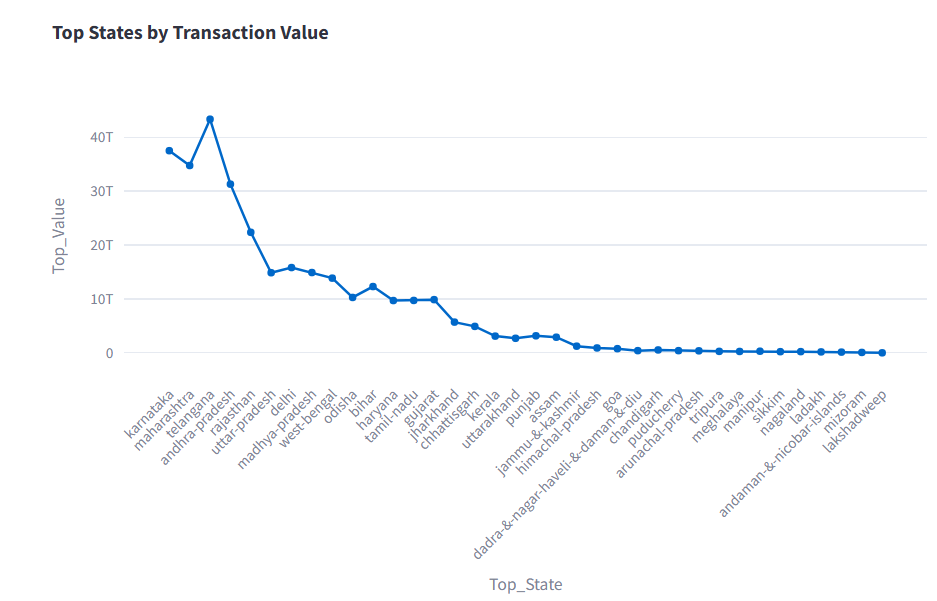 Top States by Transaction Value
Top_Value
40T
30T
20T
10T
0
karnataka
maharashtra
telangana
andhra-pradesh
rajasthan
uttar-pradesh
delhi
madhya-pradesh
west-bengal
odisha
bihar
haryana
tamil-nadu
gujarat
jharkhand
chhattisgarh
kerala
uttarakhand
punjab
assam
jammu-&-kashmir
himachal-pradesh
goa
dadra-&-nagar-haveli-&-daman-&-diu
chandigarh
puducherry
arunachal-pradesh
tripura
meghalaya
manipur
sikkim
nagaland
ladakh
andaman-&-nicobar-islands
mizoram
lakshadweep
Top_State